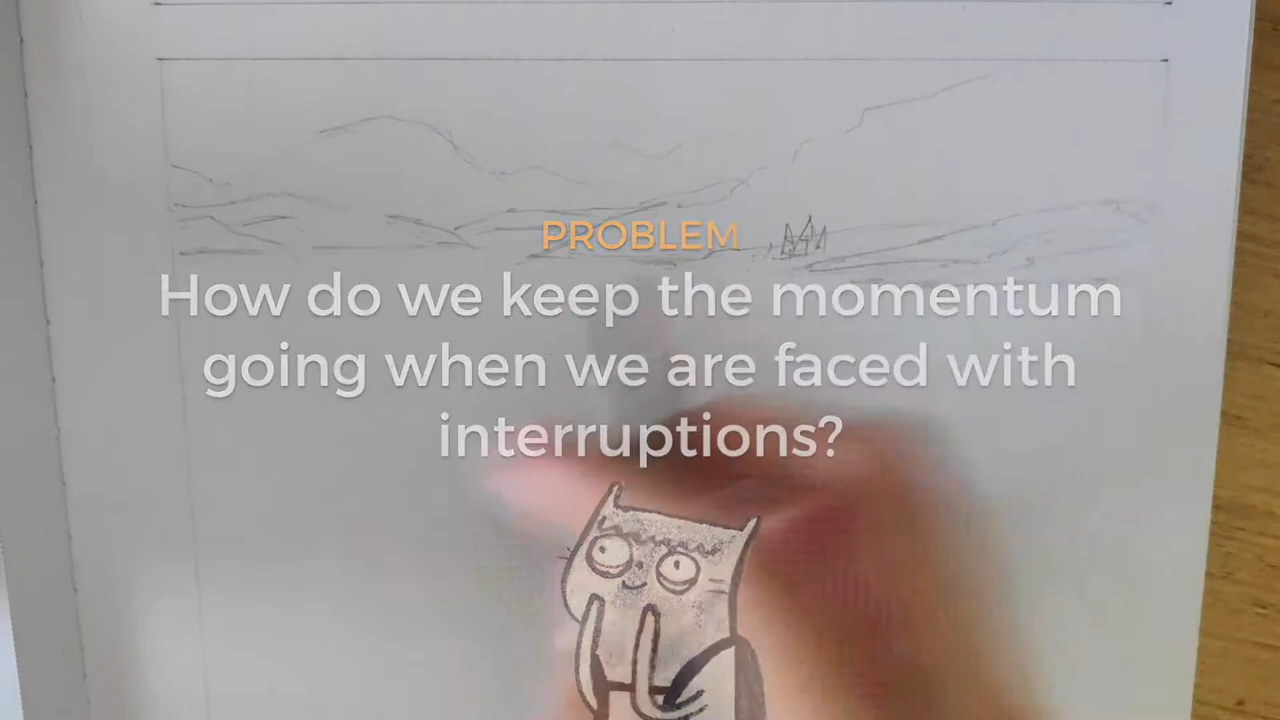 PROBLEM
How do we keep the momentum
going when we are faced with
interruptions?